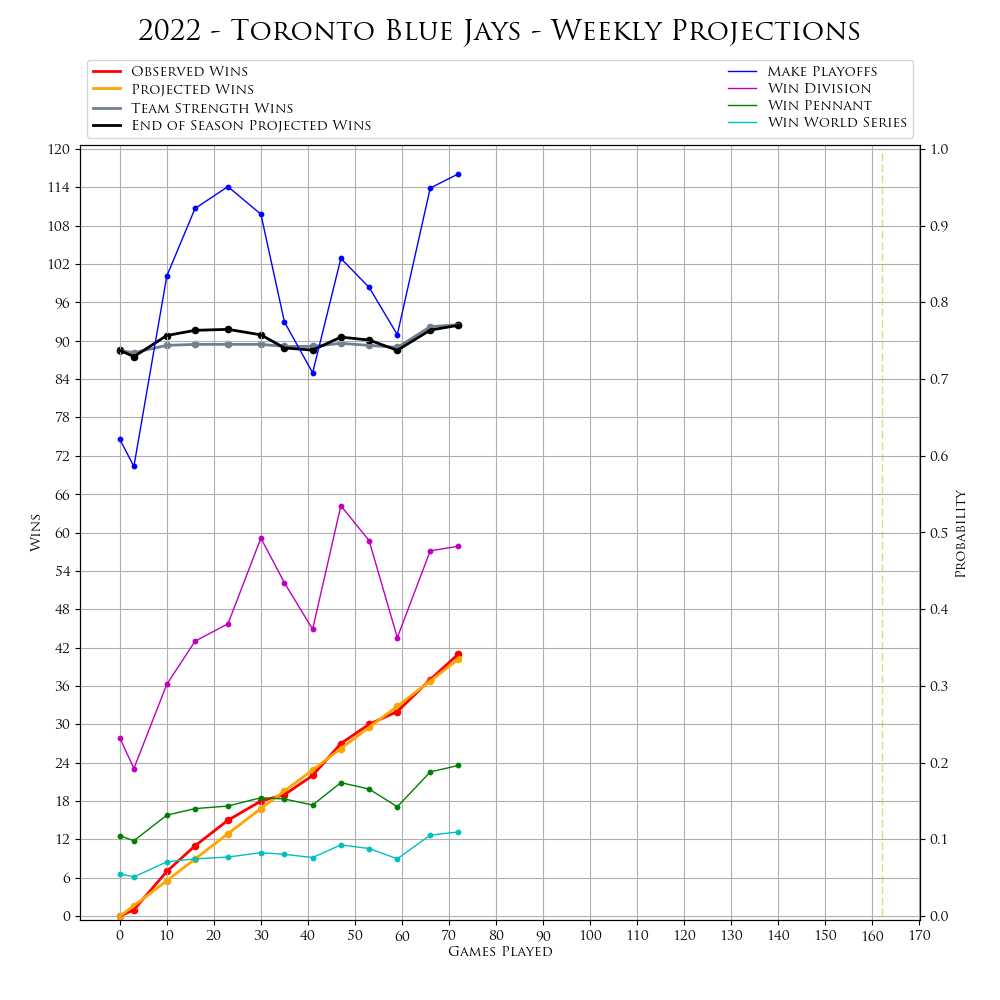 2022 - Toronto Blue Jays - Weekly Projections
Observed Wins
Projected Wins
Team Strength Wins
End of Season Projected Wins
Make Playoffs
Win Division
Win Pennant
Win World Series
120
114
108
102
96
90
84
78
72
66
60
54
48
42
36
30
24
18
12
6
0
Wins
1.0
0.9
0.8
0.7
0.6
0.5
0.4
0.3
0.2
0.1
0.0
Probability
0 10 20 30 40 50 60 70 80 90 100 110 120 130 140 150 160 170
Games Played